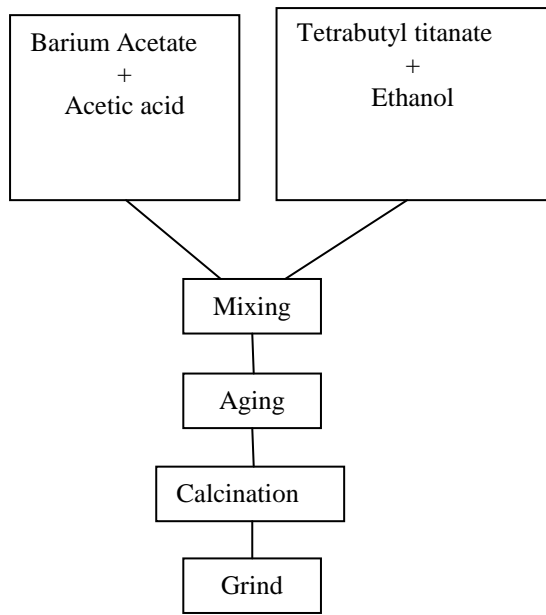 Barium Acetate
+
Acetic acid
Tetrabutyl titanate
+
Ethanol
Mixing
Aging
Calcination
Grind